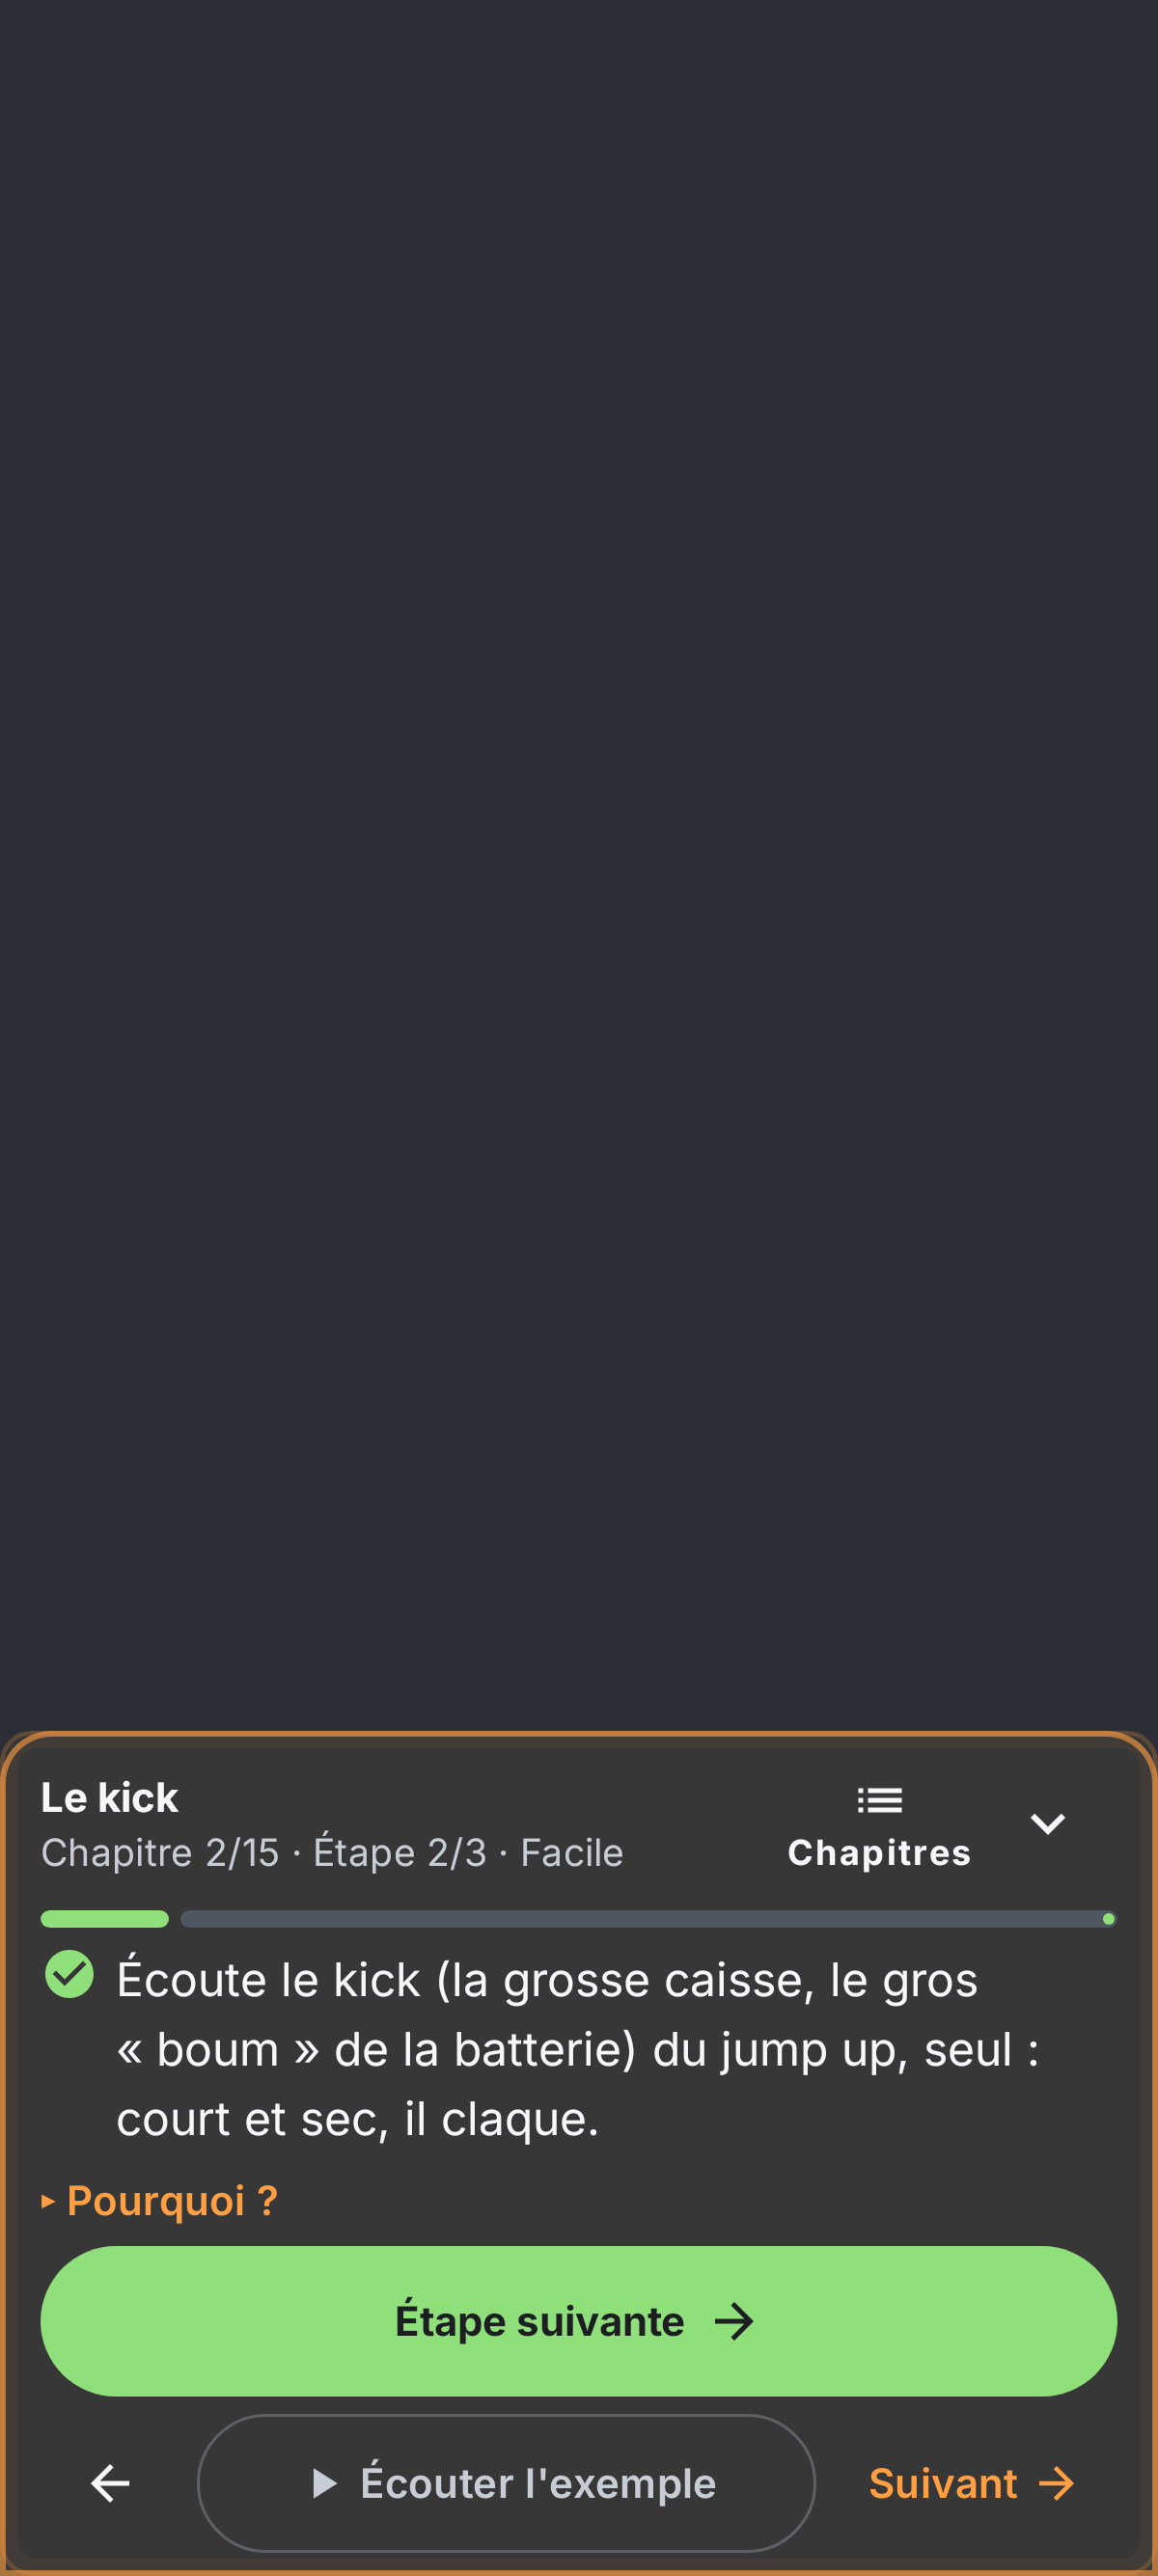 Le kick
Chapitre 2/15 · Étape 2/3 · Facile
Chapitres
Écoute le kick (la grosse caisse, le gros
« boum » de la batterie) du jump up, seul :
court et sec, il claque.
▸ Pourquoi ?
Étape suivante →
Écouter l'exemple
Suivant →